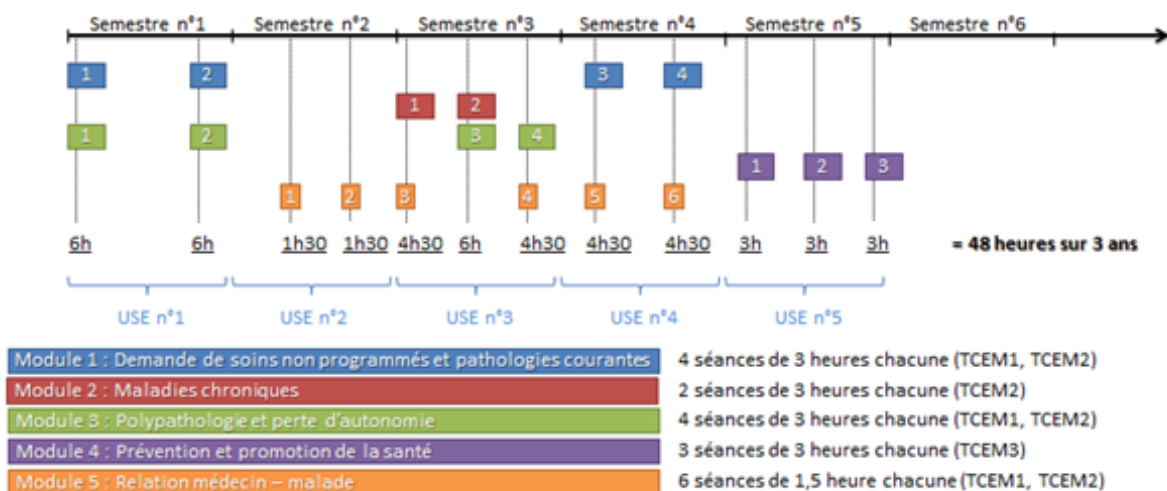 Semestre n°1 Semestre n°2 Semestre n°3 Semestre n°4 Semestre n°5 Semestre n°6
1 2 3 4
1 2
1 2 3 4
1 2 3
1 2 3 4 5 6
6h 6h 1h30 1h30 4h30 6h 4h30 4h30 4h30 3h 3h 3h = 48 heures sur 3 ans
USE n°1 USE n°2 USE n°3 USE n°4 USE n°5
Module 1 : Demande de soins non programmés et pathologies courantes 4 séances de 3 heures chacune (TCEM1, TCEM2)
Module 2 : Maladies chroniques 2 séances de 3 heures chacune (TCEM2)
Module 3 : Polypathologie et perte d'autonomie 4 séances de 3 heures chacune (TCEM1, TCEM2)
Module 4 : Prévention et promotion de la santé 3 séances de 3 heures chacune (TCEM3)
Module 5 : Relation médecin – malade 6 séances de 1,5 heure chacune (TCEM1, TCEM2)